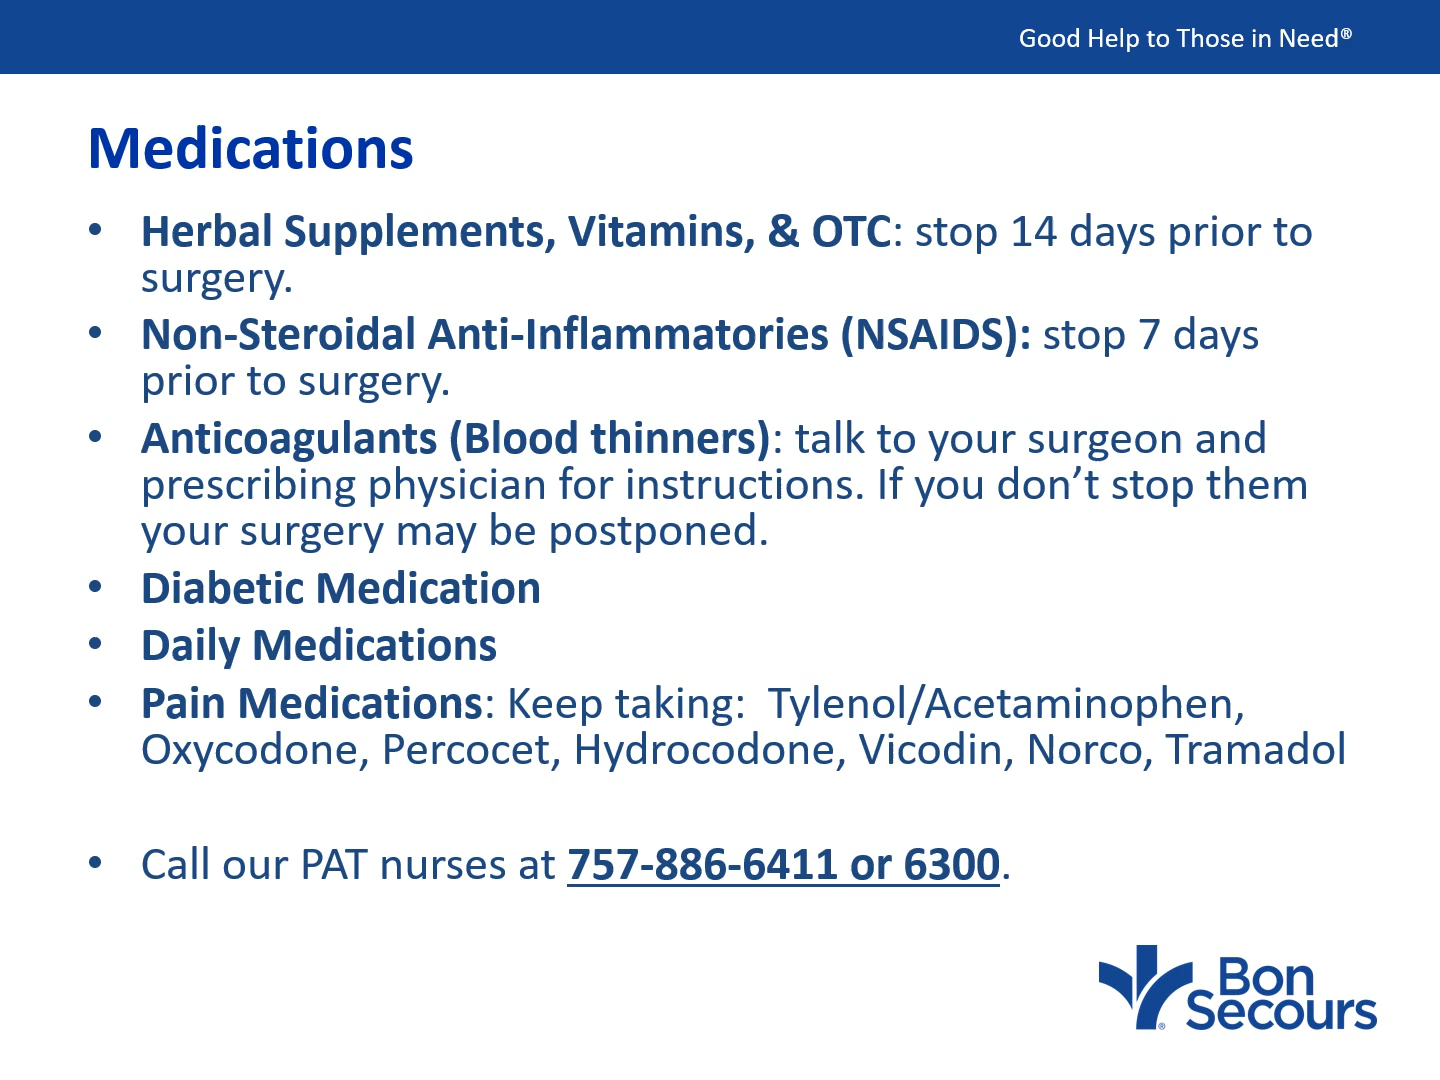 Good Help to Those in Need®
Medications
• Herbal Supplements, Vitamins, & OTC: stop 14 days prior to
surgery.
• Non-Steroidal Anti-Inflammatories (NSAIDS): stop 7 days
prior to surgery.
• Anticoagulants (Blood thinners): talk to your surgeon and
prescribing physician for instructions. If you don’t stop them
your surgery may be postponed.
• Diabetic Medication
• Daily Medications
• Pain Medications: Keep taking:  Tylenol/Acetaminophen,
Oxycodone, Percocet, Hydrocodone, Vicodin, Norco, Tramadol
• Call our PAT nurses at 757-886-6411 or 6300.
Bon
Secours
®